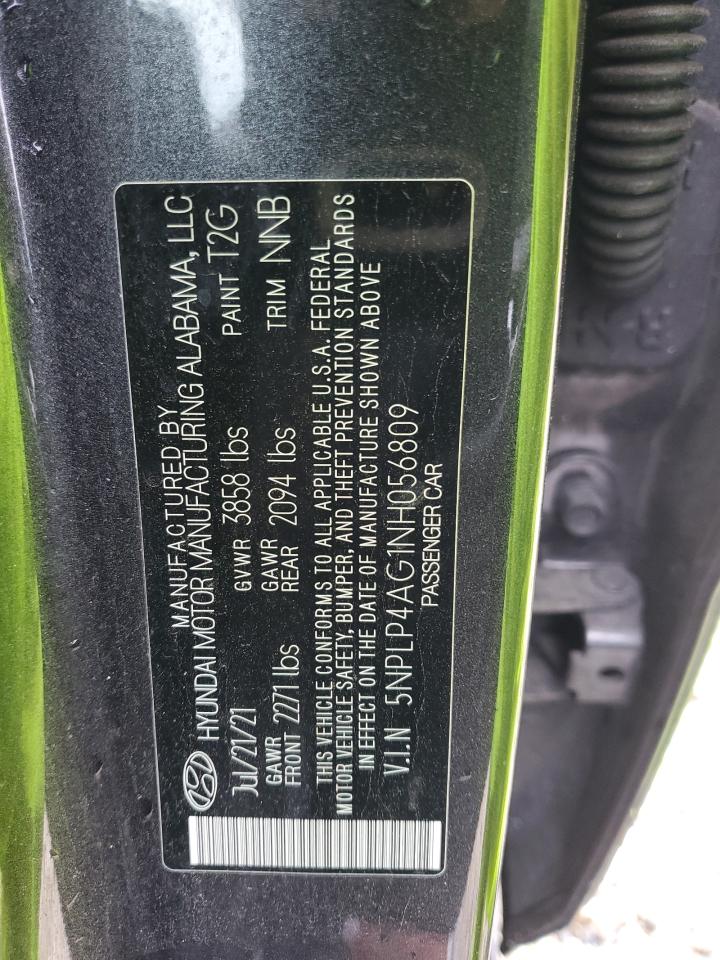 MANUFACTURED BY
HYUNDAI MOTOR MANUFACTURING ALABAMA, LLC
Jul/21/21 GVWR 3858 lbs PAINT T2G
GAWR FRONT 2271 lbs GAWR REAR 2094 lbs TRIM NNB
THIS VEHICLE CONFORMS TO ALL APPLICABLE U.S.A. FEDERAL
MOTOR VEHICLE SAFETY, BUMPER, AND THEFT PREVENTION STANDARDS
IN EFFECT ON THE DATE OF MANUFACTURE SHOWN ABOVE
V.I.N 5NPLP4AG1NH056809
PASSENGER CAR